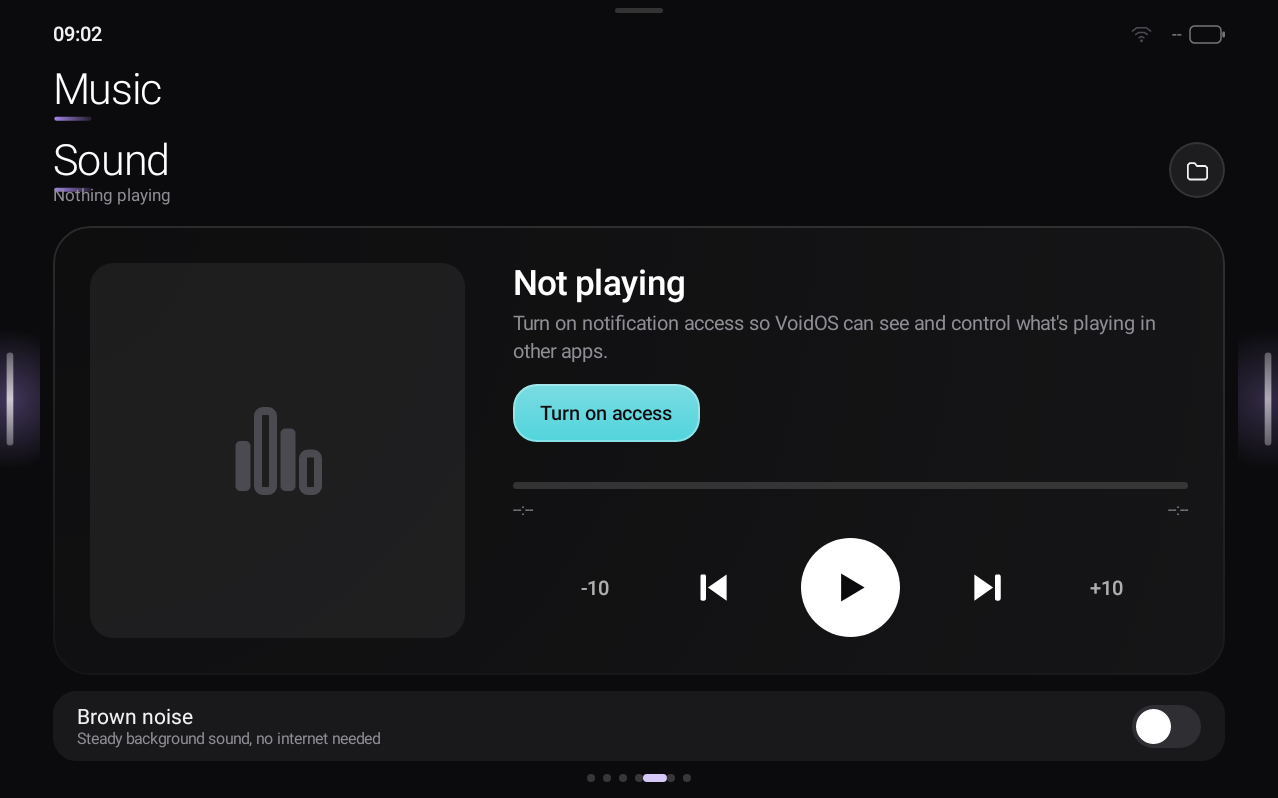 09:02
--
Music
Sound
Nothing playing
Not playing
Turn on notification access so VoidOS can see and control what's playing in
other apps.
Turn on access
--:-- --:--
-10 +10
Brown noise
Steady background sound, no internet needed